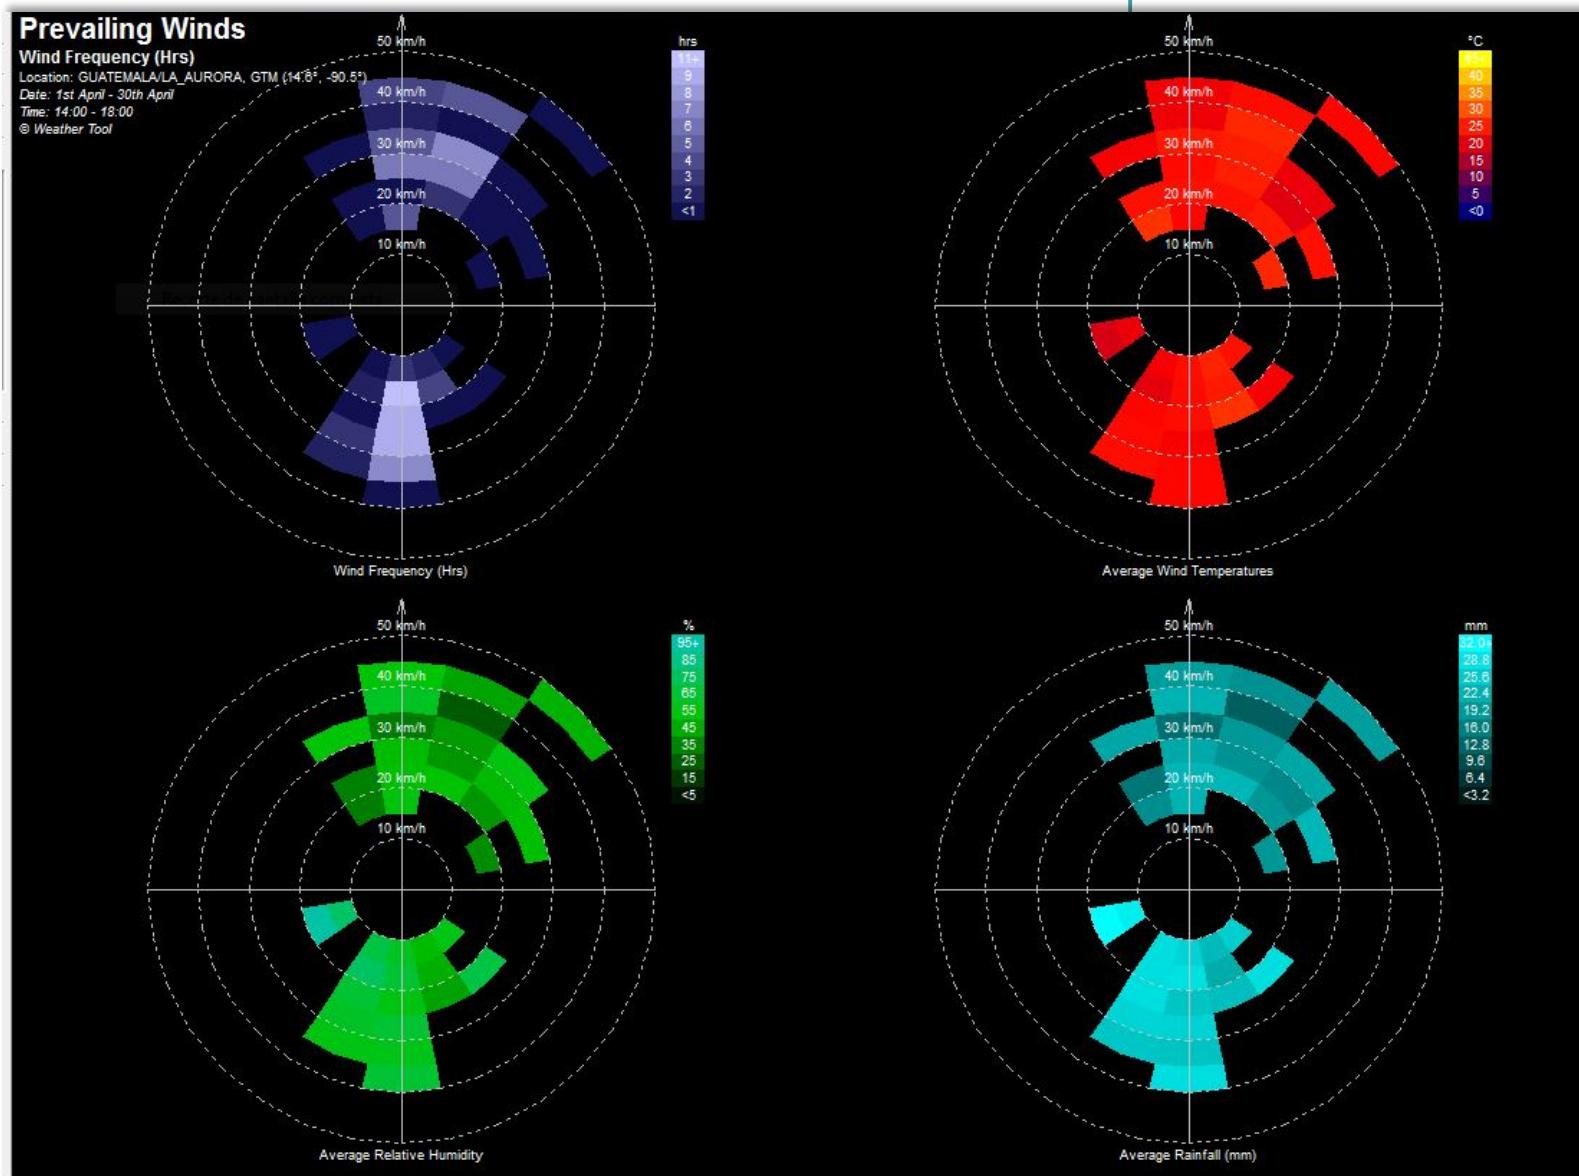 Prevailing Winds
Wind Frequency (Hrs)
Location: GUATEMALA/LA_AURORA, GTM (14.6°, -90.5°)
Date: 1st April - 30th April
Time: 14:00 - 18:00
© Weather Tool
50 km/h
40 km/h
30 km/h
20 km/h
10 km/h
hrs
11+
9
8
7
6
5
4
3
2
<1
Wind Frequency (Hrs)
50 km/h
40 km/h
30 km/h
20 km/h
10 km/h
°C
45+
40
35
30
25
20
15
10
5
<0
Average Wind Temperatures
50 km/h
40 km/h
30 km/h
20 km/h
10 km/h
%
95+
85
75
65
55
45
35
25
15
<5
Average Relative Humidity
50 km/h
40 km/h
30 km/h
20 km/h
10 km/h
mm
32.0+
28.8
25.6
22.4
19.2
16.0
12.8
9.6
6.4
<3.2
Average Rainfall (mm)